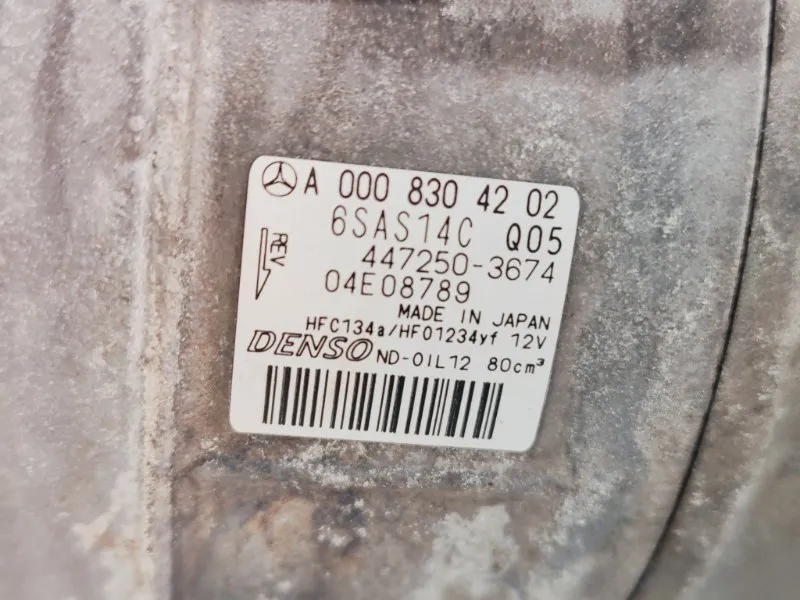 A 000 830 42 02
6SAS14C Q05
REV
447250-3674
04E08789
MADE IN JAPAN
HFC134a/HFO1234yf 12V
DENSO ND-OIL12 80cm³